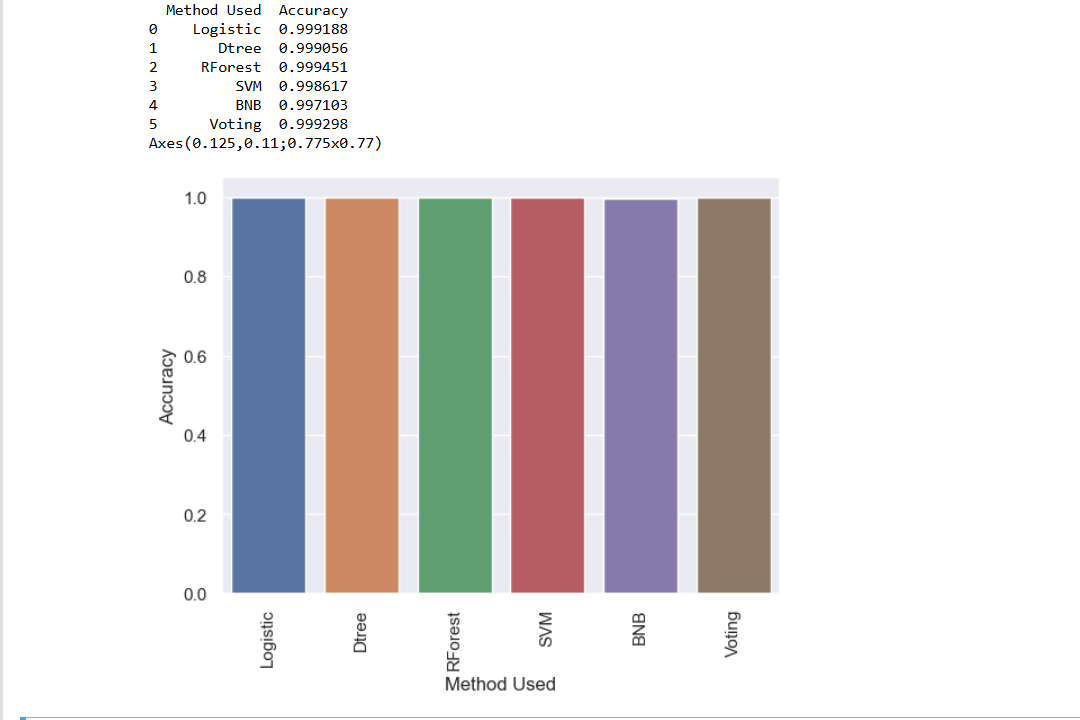 Method Used Accuracy
0 Logistic 0.999188
1 Dtree 0.999056
2 RForest 0.999451
3 SVM 0.998617
4 BNB 0.997103
5 Voting 0.999298
Axes(0.125,0.11;0.775x0.77)
1.0
0.8
0.6
0.4
0.2
0.0
Accuracy
Logistic
Dtree
RForest
SVM
BNB
Voting
Method Used